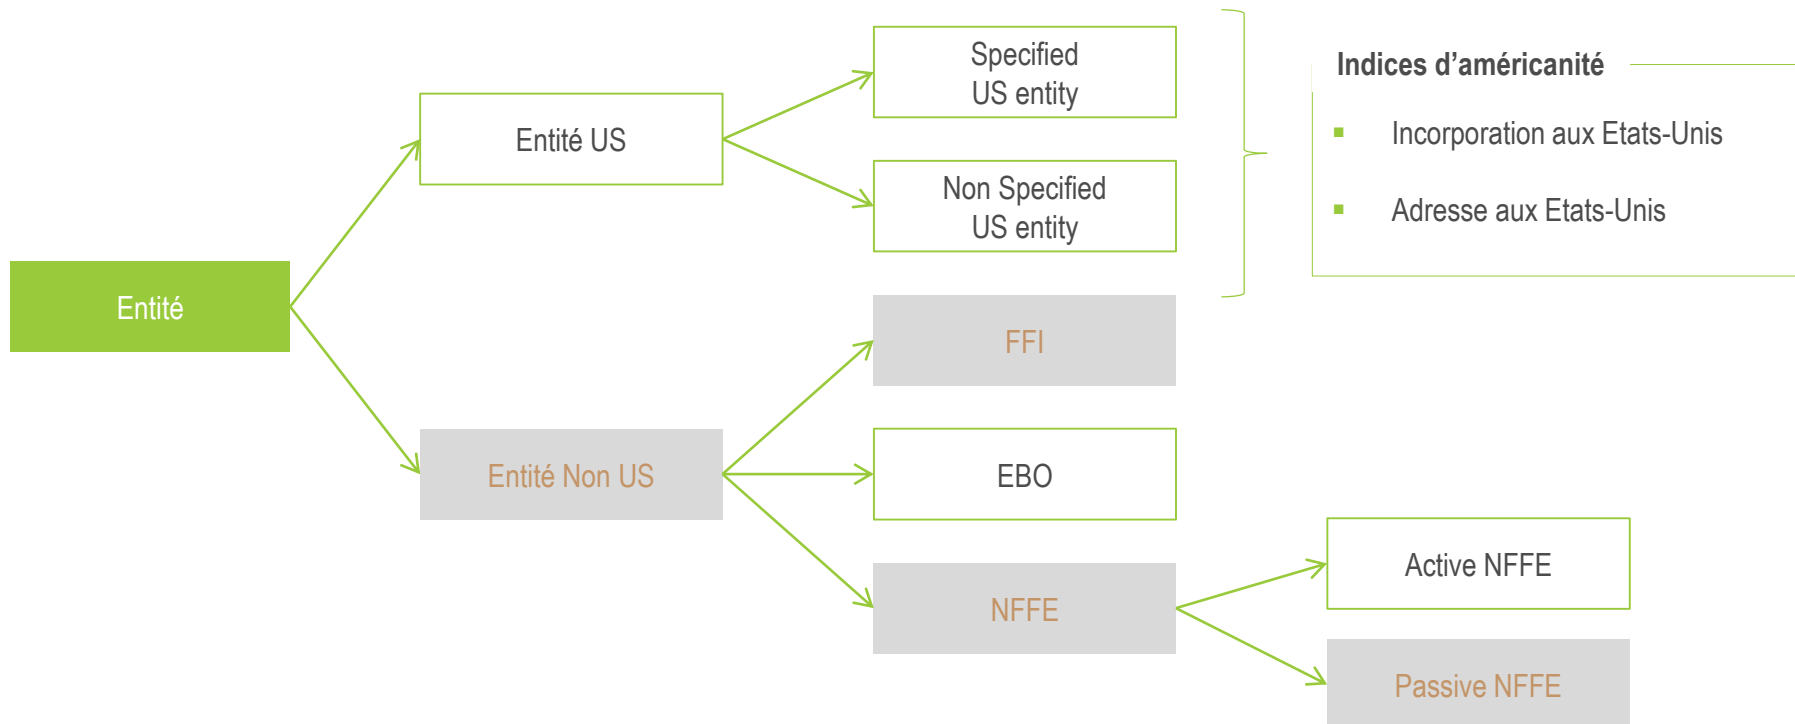 Specified
US entity
Indices d’américanité
Entité US
Incorporation aux Etats-Unis
Non Specified
US entity
Adresse aux Etats-Unis
Entité
FFI
Entité Non US
EBO
Active NFFE
NFFE
Passive NFFE